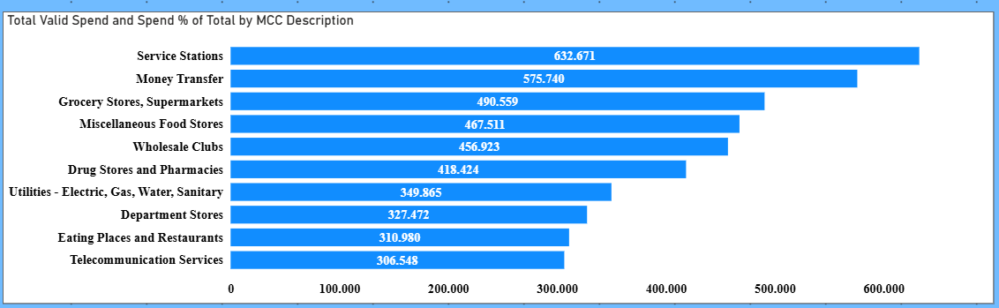 Total Valid Spend and Spend % of Total by MCC Description
Service Stations 632.671
Money Transfer 575.740
Grocery Stores, Supermarkets 490.559
Miscellaneous Food Stores 467.511
Wholesale Clubs 456.923
Drug Stores and Pharmacies 418.424
Utilities - Electric, Gas, Water, Sanitary 349.865
Department Stores 327.472
Eating Places and Restaurants 310.980
Telecommunication Services 306.548
0 100.000 200.000 300.000 400.000 500.000 600.000